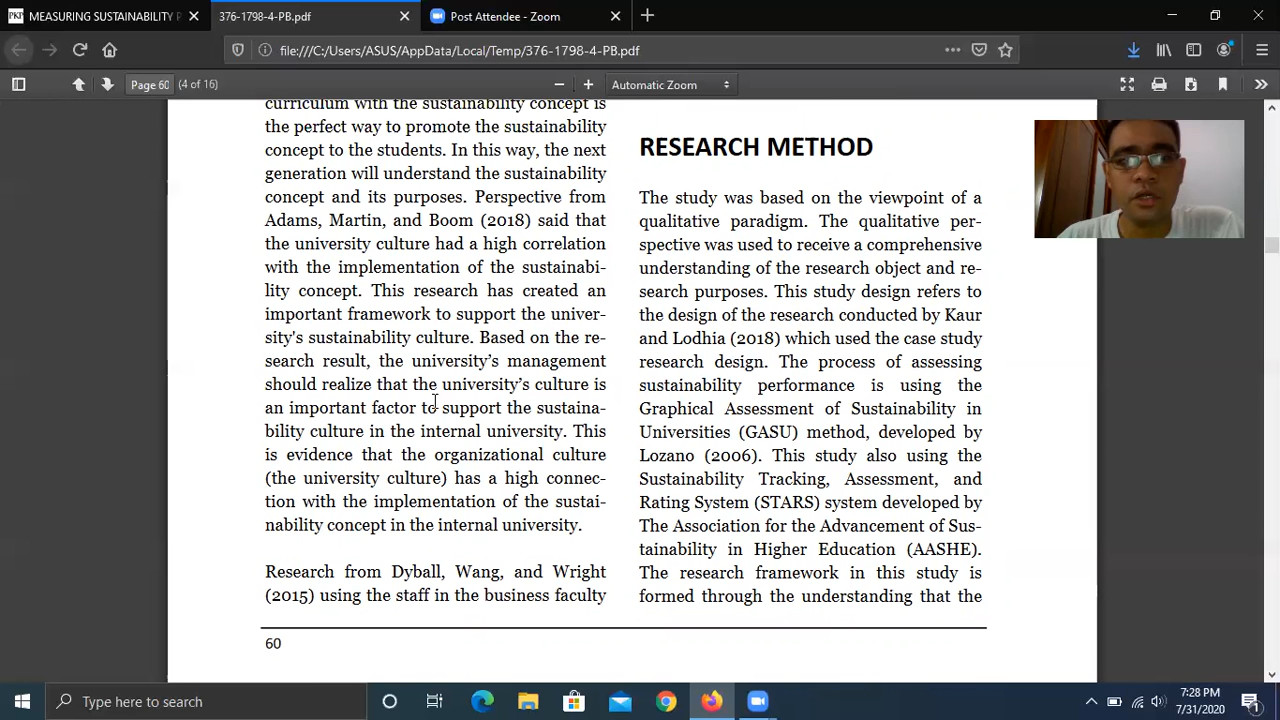 MEASURING SUSTAINABILITY P
376-1798-4-PB.pdf
Post Attendee - Zoom
file:///C:/Users/ASUS/AppData/Local/Temp/376-1798-4-PB.pdf
Page 60
(4 of 16)
Automatic Zoom
curriculum with the sustainability concept is
the perfect way to promote the sustainability
concept to the students. In this way, the next
generation will understand the sustainability
concept and its purposes. Perspective from
Adams, Martin, and Boom (2018) said that
the university culture had a high correlation
with the implementation of the sustainabi-
lity concept. This research has created an
important framework to support the univer-
sity's sustainability culture. Based on the re-
search result, the university’s management
should realize that the university’s culture is
an important factor to support the sustaina-
bility culture in the internal university. This
is evidence that the organizational culture
(the university culture) has a high connec-
tion with the implementation of the sustai-
nability concept in the internal university.
Research from Dyball, Wang, and Wright
(2015) using the staff in the business faculty
RESEARCH METHOD
The study was based on the viewpoint of a
qualitative paradigm. The qualitative per-
spective was used to receive a comprehensive
understanding of the research object and re-
search purposes. This study design refers to
the design of the research conducted by Kaur
and Lodhia (2018) which used the case study
research design. The process of assessing
sustainability performance is using the
Graphical Assessment of Sustainability in
Universities (GASU) method, developed by
Lozano (2006). This study also using the
Sustainability Tracking, Assessment, and
Rating System (STARS) system developed by
The Association for the Advancement of Sus-
tainability in Higher Education (AASHE).
The research framework in this study is
formed through the understanding that the
60
Type here to search
7:28 PM
7/31/2020